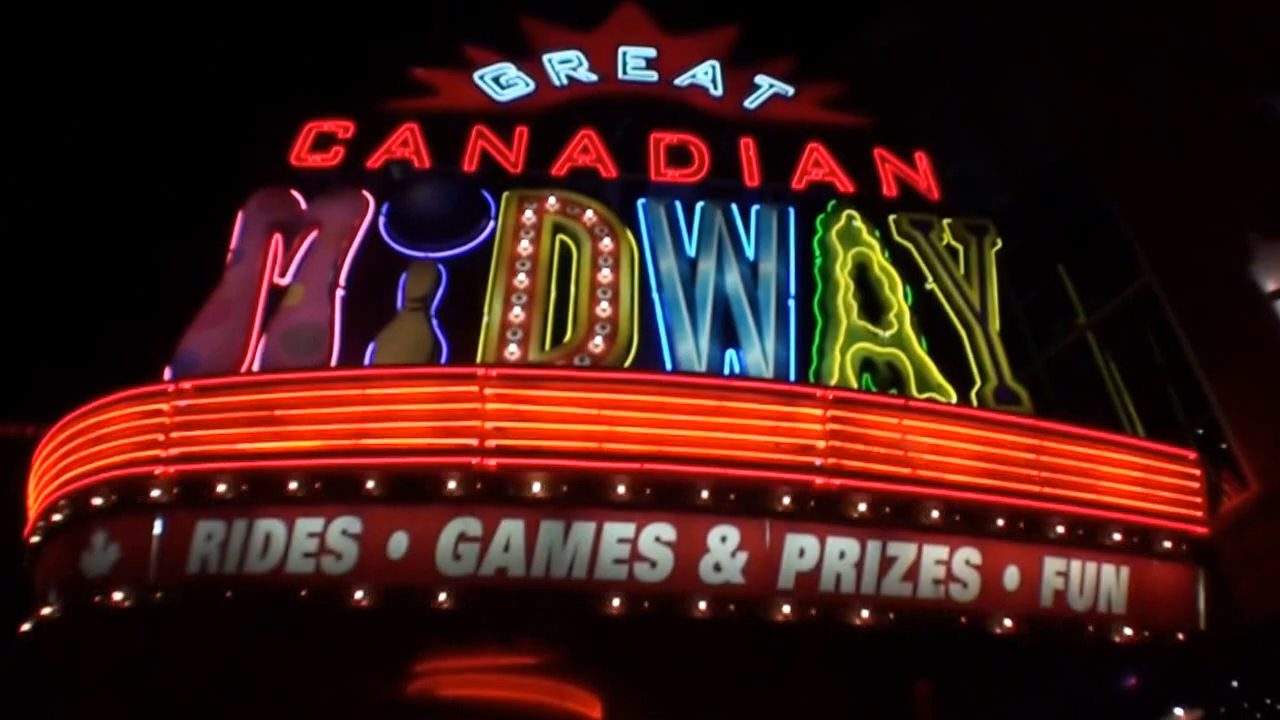 GREAT
CANADIAN
MiDWAY
RIDES • GAMES & PRIZES • FUN